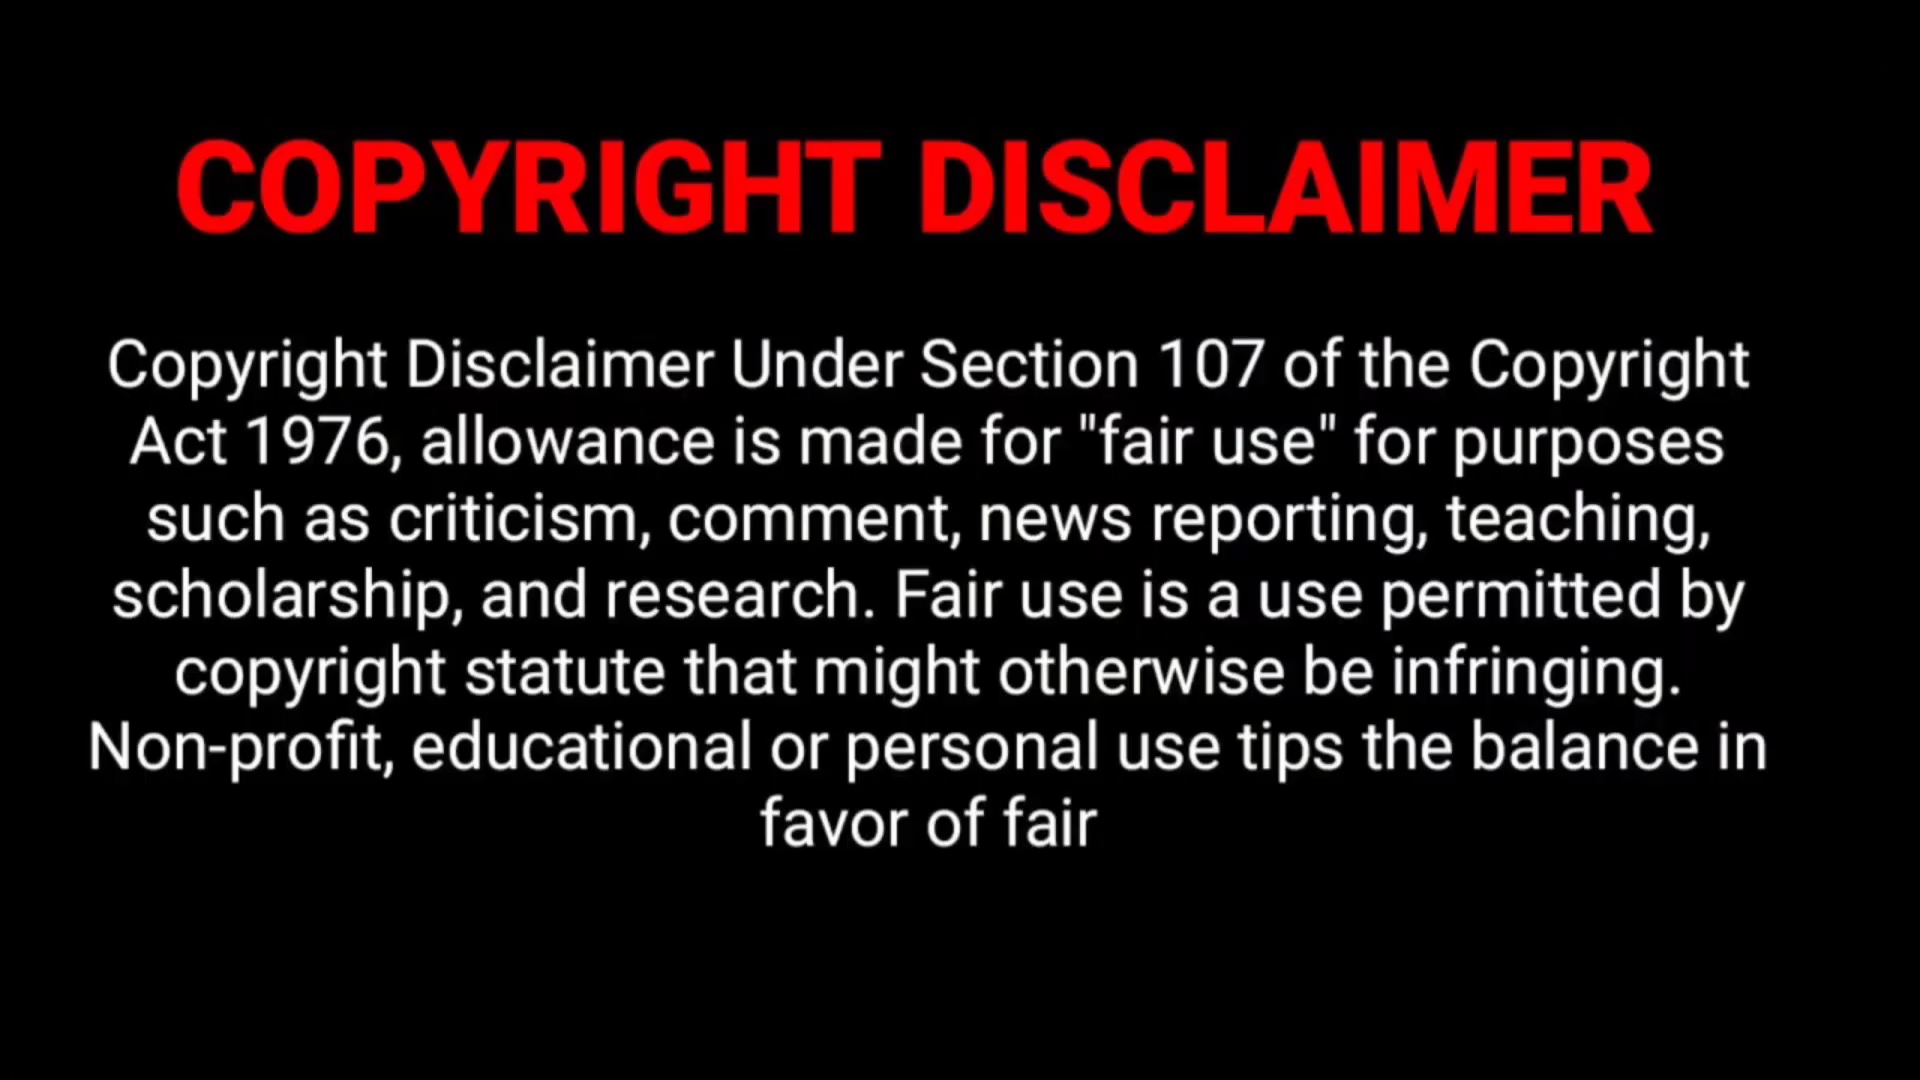 COPYRIGHT DISCLAIMER
Copyright Disclaimer Under Section 107 of the Copyright
Act 1976, allowance is made for "fair use" for purposes
such as criticism, comment, news reporting, teaching,
scholarship, and research. Fair use is a use permitted by
copyright statute that might otherwise be infringing.
Non-profit, educational or personal use tips the balance in
favor of fair